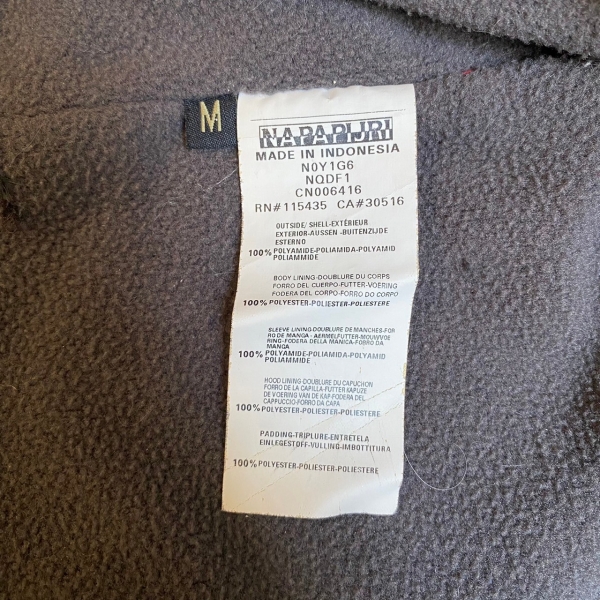 M
NAPAPIJRI
MADE IN INDONESIA
N0Y1G6
NQDF1
CN006416
RN#115435 CA#30516
OUTSIDE/ SHELL-EXTÉRIEUR
EXTERIOR-AUSSEN -BUITENZIJDE
ESTERNO
100% POLYAMIDE-POLIAMIDA-POLYAMID
POLIAMMIDE
BODY LINING-DOUBLURE DU CORPS
FORRO DEL CUERPO-FUTTER-VOERING
FODERA DEL CORPO-FORRO DO CORPO
100% POLYESTER-POLIESTER-POLIESTERE
SLEEVE LINING-DOUBLURE DE MANCHES-FOR
RO DE MANGA - AERMELFUTTER-MOUWVOE
RING-FODERA DELLA MANICA-FORRO DA
MANGA
100% POLYAMIDE-POLIAMIDA-POLYAMID
POLIAMMIDE
HOOD LINING-DOUBLURE DU CAPUCHON
FORRO DE LA CAPILLA-FUTTER KAPUZE
DE VOERING VAN DE KAP-FODERA DEL
CAPPUCCIO-FORRO DA CAPA
100% POLYESTER-POLIESTER-POLIESTERE
PADDING-TRIPLURE-ENTRETELA
EINLEGESTOFF-VULLING-IMBOTTITURA
100% POLYESTER-POLIESTER-POLIESTERE